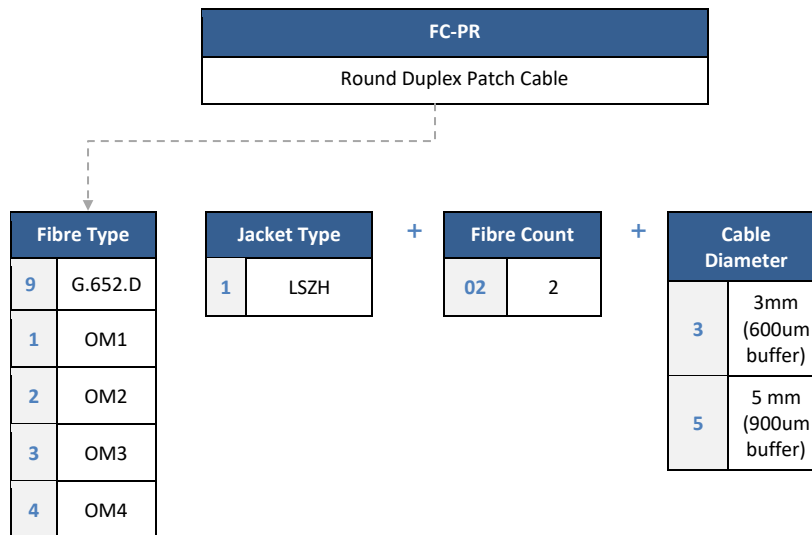 FC-PR
Round Duplex Patch Cable
Fibre Type
9 G.652.D
1 OM1
2 OM2
3 OM3
4 OM4
Jacket Type
1 LSZH
+
Fibre Count
02 2
+
Cable
Diameter
3 3mm
(600um
buffer)
5 5 mm
(900um
buffer)